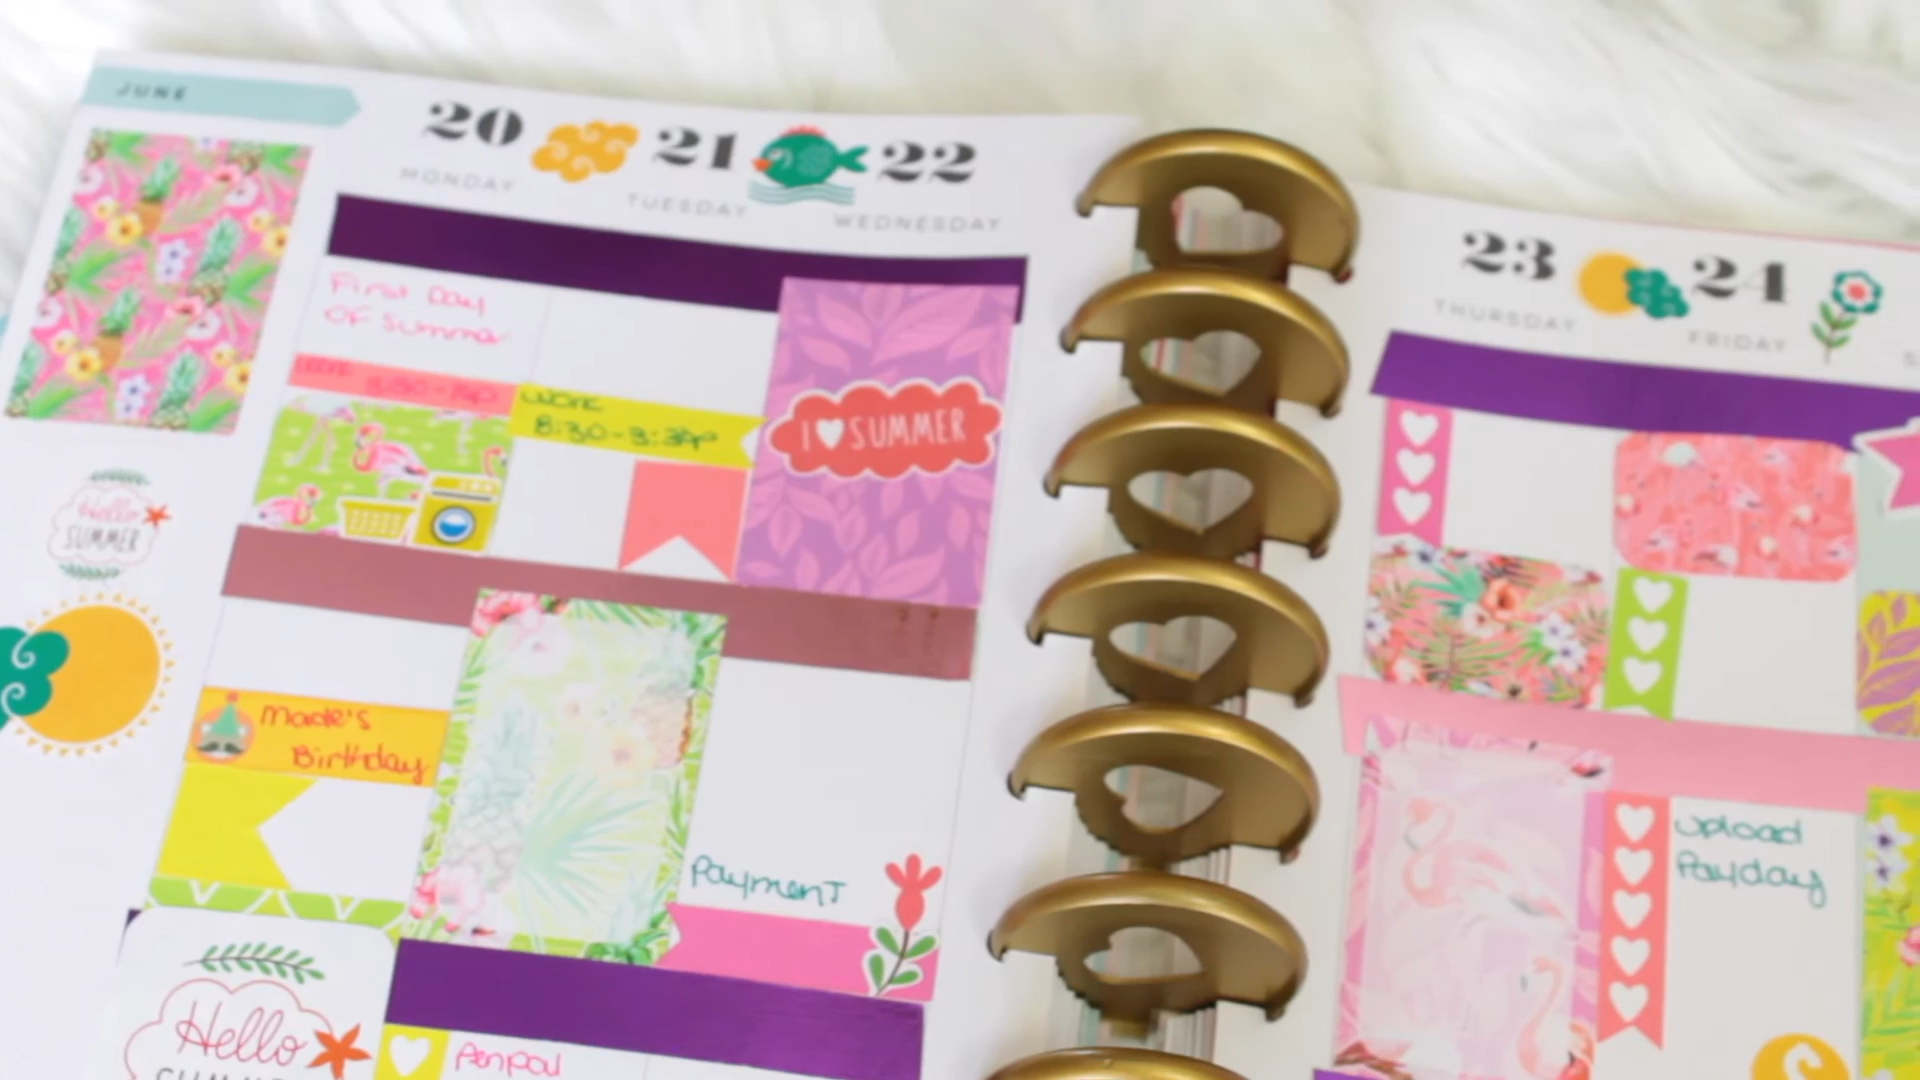 JUNE
20
21
22
MONDAY
TUESDAY
WEDNESDAY
23
24
THURSDAY
FRIDAY
First Day
of Summer
Work
8:30-3:30p
I SUMMER
Hello
SUMMER
Birthday
Payment
Upload
Payday
Hello
Penpal